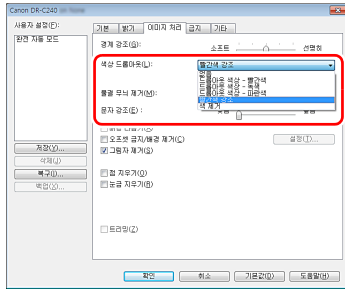 Canon DR-C240
사용자 설정(F):
완전 자동 모드
저장(Y)...
삭제(U)
복구(I)...
백업(X)...
기본 밝기 이미지 처리 급지 기타
경계 강조(G): 소프트 선명히
색상 드롭아웃(L): 빨간색 강조
없음
드롭아웃 색상 - 빨간색
드롭아웃 색상 - 녹색
드롭아웃 색상 - 파란색
빨간색 강조
색 제거
물결 무늬 제거(M):
문자 강조(E) :
오프셋 금지/배경 제거(C) 설정(T)...
그림자 제거(S)
점 지우기(O)
눈금 지우기(R)
트리밍(Z)
확인 취소 기본값(D) 도움말(H)